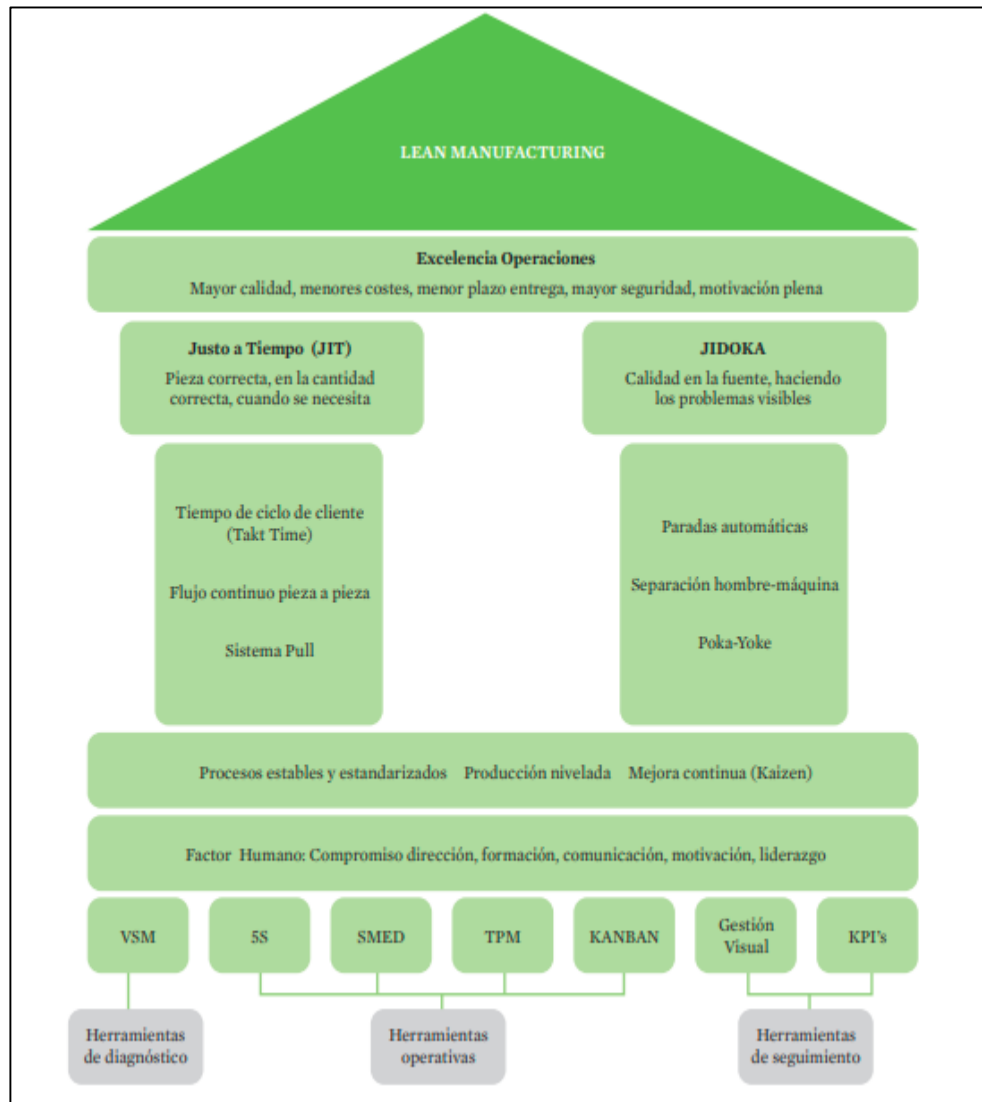 LEAN MANUFACTURING
Excelencia Operaciones
Mayor calidad, menores costes, menor plazo entrega, mayor seguridad, motivación plena
Justo a Tiempo (JIT)
Pieza correcta, en la cantidad
correcta, cuando se necesita
JIDOKA
Calidad en la fuente, haciendo
los problemas visibles
Tiempo de ciclo de cliente
(Takt Time)
Flujo continuo pieza a pieza
Sistema Pull
Paradas automáticas
Separación hombre-máquina
Poka-Yoke
Procesos estables y estandarizados Producción nivelada Mejora continua (Kaizen)
Factor Humano: Compromiso dirección, formación, comunicación, motivación, liderazgo
VSM
5S
SMED
TPM
KANBAN
Gestión
Visual
KPI's
Herramientas
de diagnóstico
Herramientas
operativas
Herramientas
de seguimiento